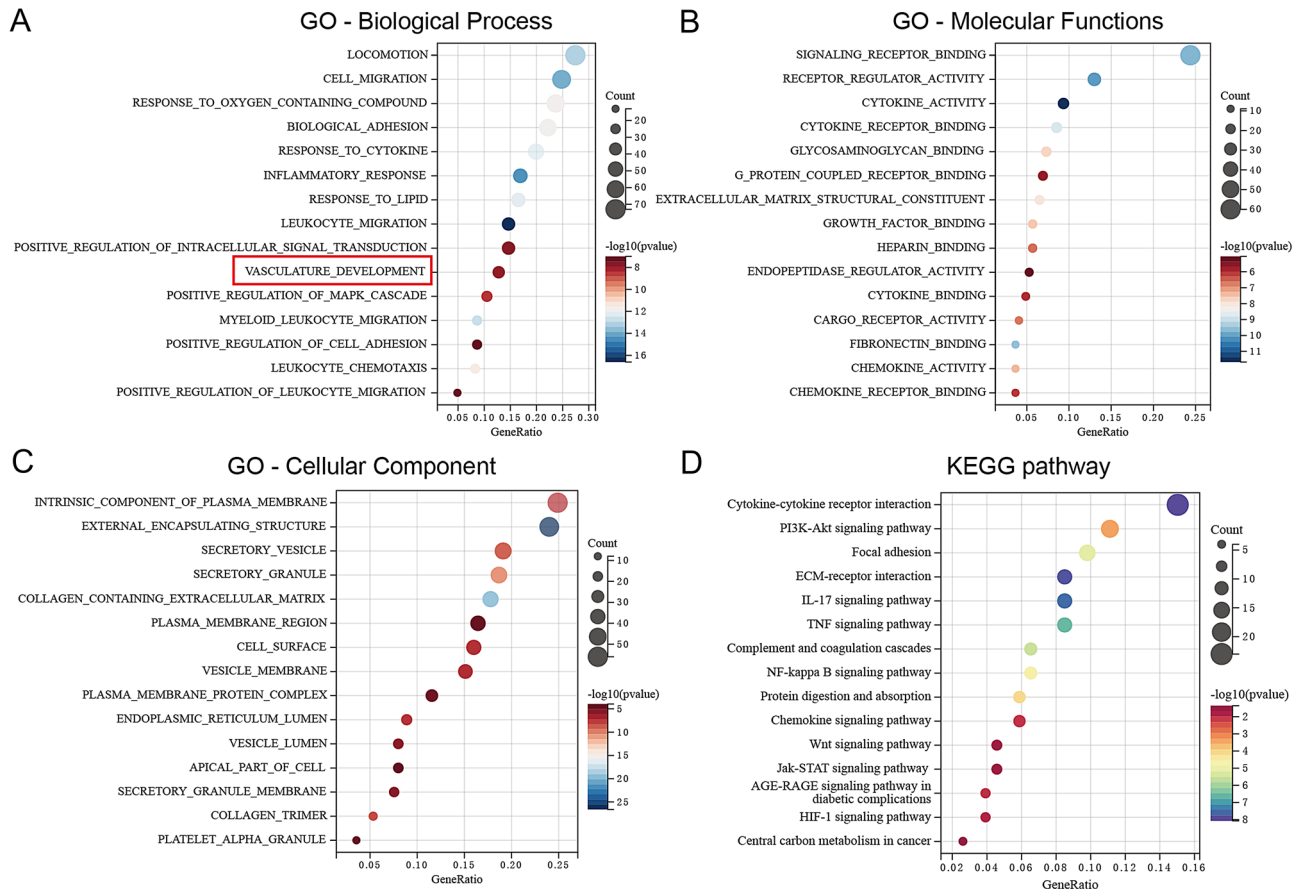 A
GO - Biological Process
LOCOMOTION
CELL_MIGRATION
RESPONSE_TO_OXYGEN_CONTAINING_COMPOUND
BIOLOGICAL_ADHESION
RESPONSE_TO_CYTOKINE
INFLAMMATORY_RESPONSE
RESPONSE_TO_LIPID
LEUKOCYTE_MIGRATION
POSITIVE_REGULATION_OF_INTRACELLULAR_SIGNAL_TRANSDUCTION
VASCULATURE_DEVELOPMENT
POSITIVE_REGULATION_OF_MAPK_CASCADE
MYELOID_LEUKOCYTE_MIGRATION
POSITIVE_REGULATION_OF_CELL_ADHESION
LEUKOCYTE_CHEMOTAXIS
POSITIVE_REGULATION_OF_LEUKOCYTE_MIGRATION
0.05 0.10 0.15 0.20 0.25 0.30
GeneRatio
Count
20
30
40
50
60
70
-log10(pvalue)
8
10
12
14
16
B
GO - Molecular Functions
SIGNALING_RECEPTOR_BINDING
RECEPTOR_REGULATOR_ACTIVITY
CYTOKINE_ACTIVITY
CYTOKINE_RECEPTOR_BINDING
GLYCOSAMINOGLYCAN_BINDING
G_PROTEIN_COUPLED_RECEPTOR_BINDING
EXTRACELLULAR_MATRIX_STRUCTURAL_CONSTITUENT
GROWTH_FACTOR_BINDING
HEPARIN_BINDING
ENDOPEPTIDASE_REGULATOR_ACTIVITY
CYTOKINE_BINDING
CARGO_RECEPTOR_ACTIVITY
FIBRONECTIN_BINDING
CHEMOKINE_ACTIVITY
CHEMOKINE_RECEPTOR_BINDING
0.05 0.10 0.15 0.20 0.25
GeneRatio
Count
10
20
30
40
50
60
-log10(pvalue)
6
7
8
9
10
11
C
GO - Cellular Component
INTRINSIC_COMPONENT_OF_PLASMA_MEMBRANE
EXTERNAL_ENCAPSULATING_STRUCTURE
SECRETORY_VESICLE
SECRETORY_GRANULE
COLLAGEN_CONTAINING_EXTRACELLULAR_MATRIX
PLASMA_MEMBRANE_REGION
CELL_SURFACE
VESICLE_MEMBRANE
PLASMA_MEMBRANE_PROTEIN_COMPLEX
ENDOPLASMIC_RETICULUM_LUMEN
VESICLE_LUMEN
APICAL_PART_OF_CELL
SECRETORY_GRANULE_MEMBRANE
COLLAGEN_TRIMER
PLATELET_ALPHA_GRANULE
0.05 0.10 0.15 0.20 0.25
GeneRatio
Count
10
20
30
40
50
-log10(pvalue)
5
10
15
20
25
D
KEGG pathway
Cytokine-cytokine receptor interaction
PI3K-Akt signaling pathway
Focal adhesion
ECM-receptor interaction
IL-17 signaling pathway
TNF signaling pathway
Complement and coagulation cascades
NF-kappa B signaling pathway
Protein digestion and absorption
Chemokine signaling pathway
Wnt signaling pathway
Jak-STAT signaling pathway
AGE-RAGE signaling pathway in
diabetic complications
HIF-1 signaling pathway
Central carbon metabolism in cancer
0.02 0.04 0.06 0.08 0.10 0.12 0.14 0.16
GeneRatio
Count
5
10
15
20
-log10(pvalue)
2
3
4
5
6
7
8